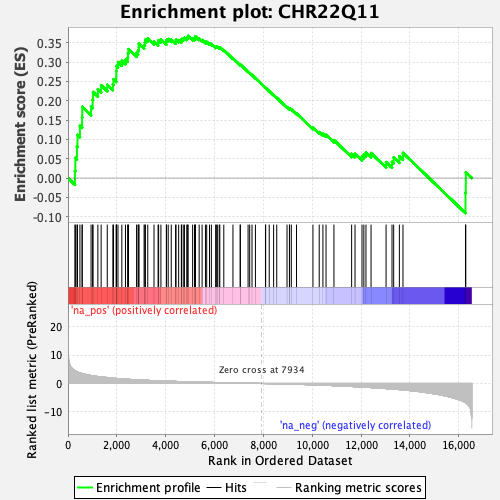 Enrichment plot: CHR22Q11
Enrichment score (ES)
0.35
0.30
0.25
0.20
0.15
0.10
0.05
0.00
-0.05
-0.10
'na_pos' (positively correlated)
Ranked list metric (PreRanked)
20
10
0
-10
Zero cross at 7934
'na_neg' (negatively correlated)
0
2,000
4,000
6,000
8,000
10,000
12,000
14,000
16,000
Rank in Ordered Dataset
Enrichment profile
Hits
Ranking metric scores